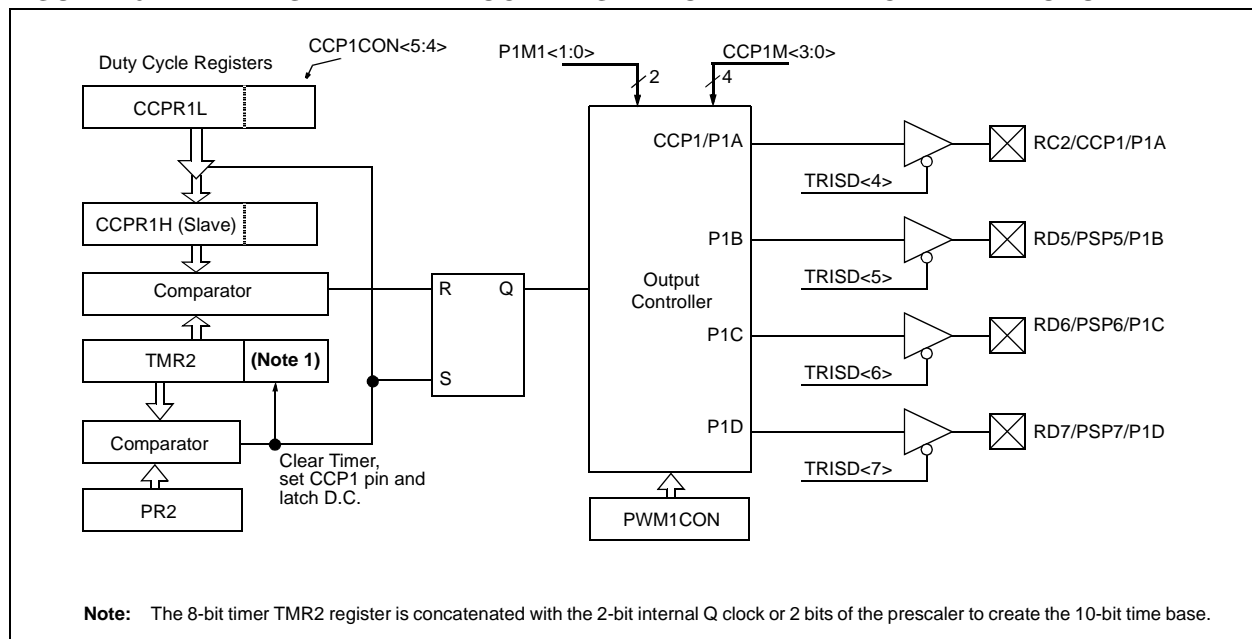 CCP1CON<5:4>
Duty Cycle Registers
CCPR1L
CCPR1H (Slave)
Comparator
TMR2
(Note 1)
Comparator
PR2
Clear Timer,
set CCP1 pin and
latch D.C.
R
Q
S
P1M1<1:0>
2
CCP1M<3:0>
4
CCP1/P1A
P1B
Output
Controller
P1C
P1D
PWM1CON
TRISD<4>
RC2/CCP1/P1A
TRISD<5>
RD5/PSP5/P1B
TRISD<6>
RD6/PSP6/P1C
TRISD<7>
RD7/PSP7/P1D
Note: The 8-bit timer TMR2 register is concatenated with the 2-bit internal Q clock or 2 bits of the prescaler to create the 10-bit time base.